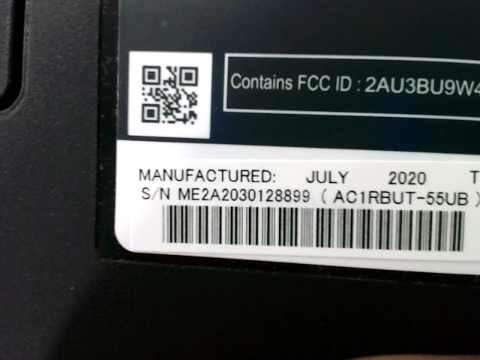 Contains FCC ID : 2AU3BU9W4
MANUFACTURED: JULY 2020 T
S/N ME2A2030128899 ( AC1RBUT-55UB )